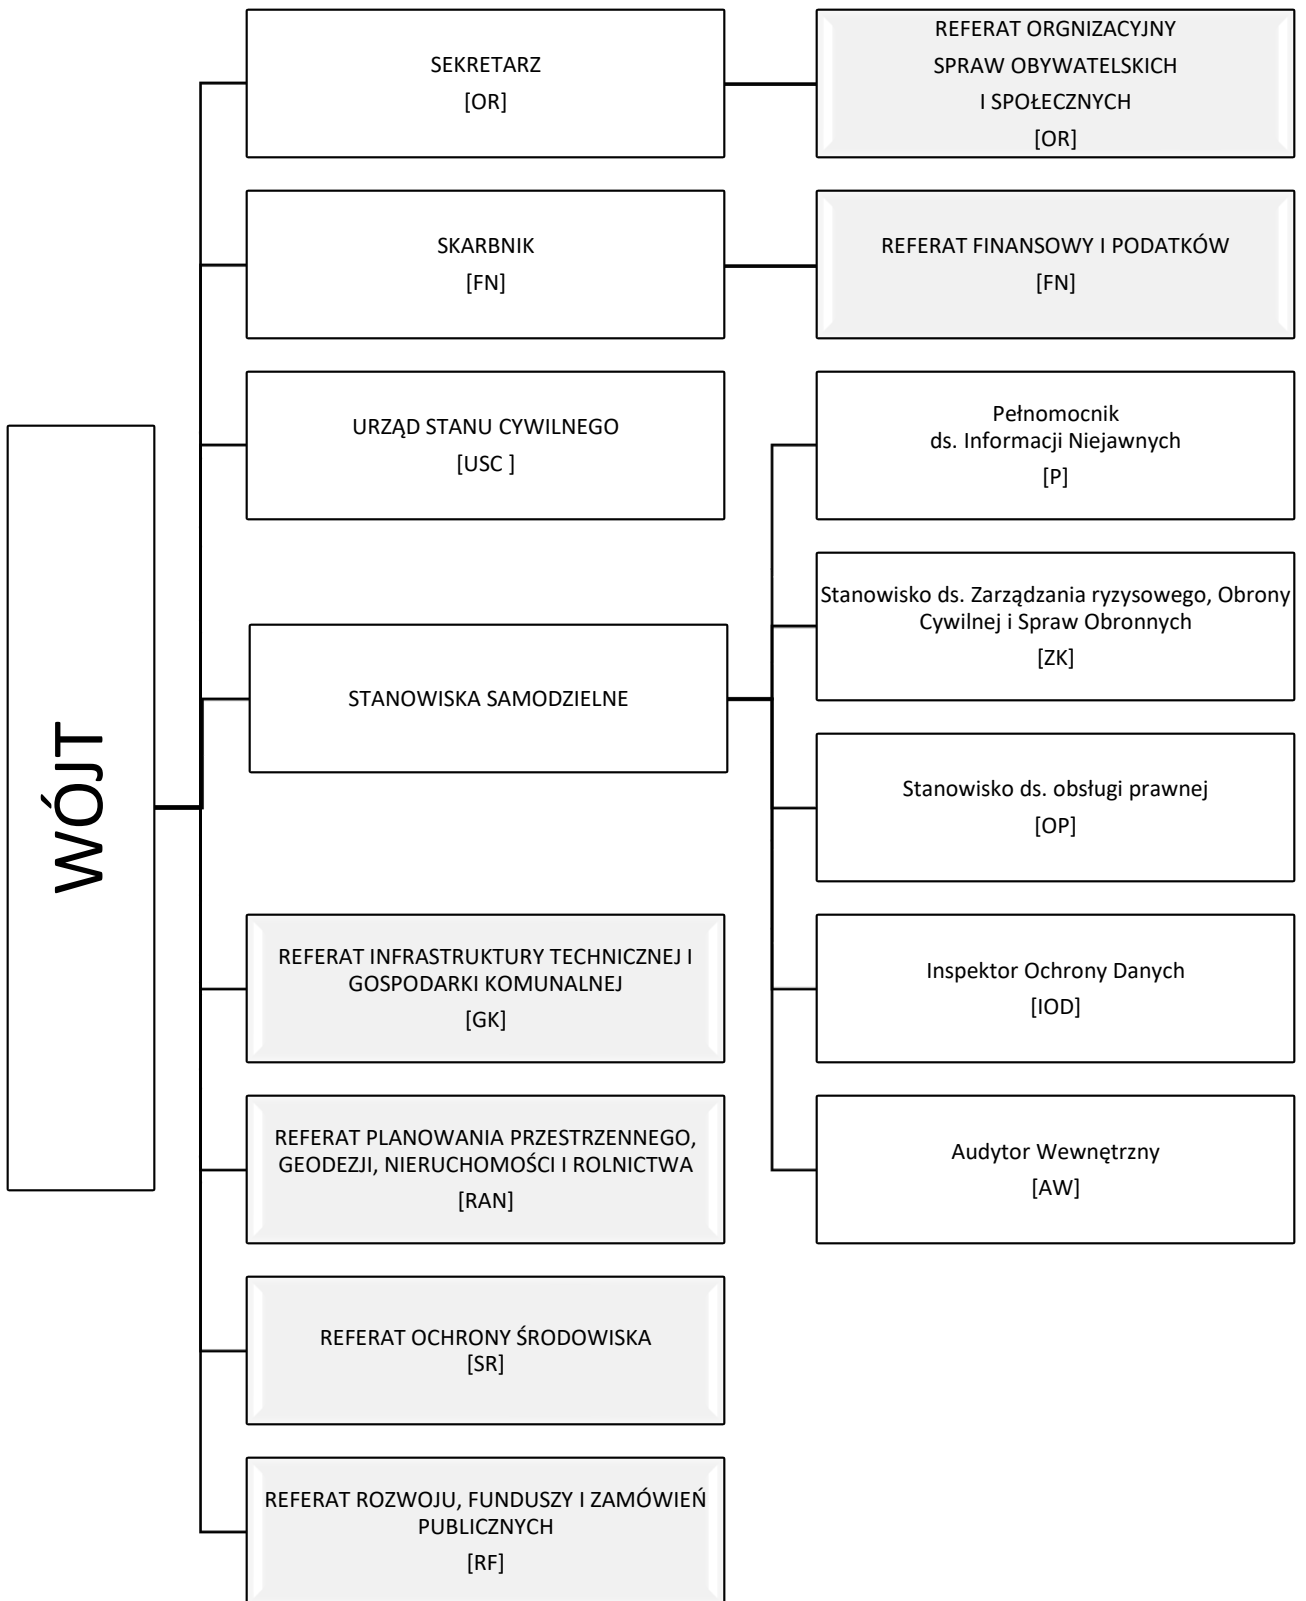 WÓJT
SEKRETARZ
[OR]
REFERAT ORGNIZACYJNY
SPRAW OBYWATELSKICH
I SPOŁECZNYCH
[OR]
SKARBNIK
[FN]
REFERAT FINANSOWY I PODATKÓW
[FN]
URZĄD STANU CYWILNEGO
[USC ]
STANOWISKA SAMODZIELNE
Pełnomocnik
ds. Informacji Niejawnych
[P]
Stanowisko ds. Zarządzania ryzysowego, Obrony
Cywilnej i Spraw Obronnych
[ZK]
Stanowisko ds. obsługi prawnej
[OP]
Inspektor Ochrony Danych
[IOD]
Audytor Wewnętrzny
[AW]
REFERAT INFRASTRUKTURY TECHNICZNEJ I
GOSPODARKI KOMUNALNEJ
[GK]
REFERAT PLANOWANIA PRZESTRZENNEGO,
GEODEZJI, NIERUCHOMOŚCI I ROLNICTWA
[RAN]
REFERAT OCHRONY ŚRODOWISKA
[SR]
REFERAT ROZWOJU, FUNDUSZY I ZAMÓWIEŃ
PUBLICZNYCH
[RF]